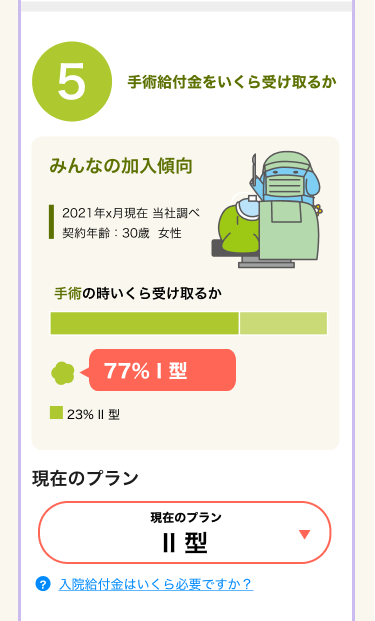 5
手術給付金をいくら受け取るか
みんなの加入傾向
2021年x月現在 当社調べ
契約年齢：30歳 女性
手術の時いくら受け取るか
77% I 型
23% II 型
現在のプラン
現在のプラン
II 型
? 入院給付金はいくら必要ですか？